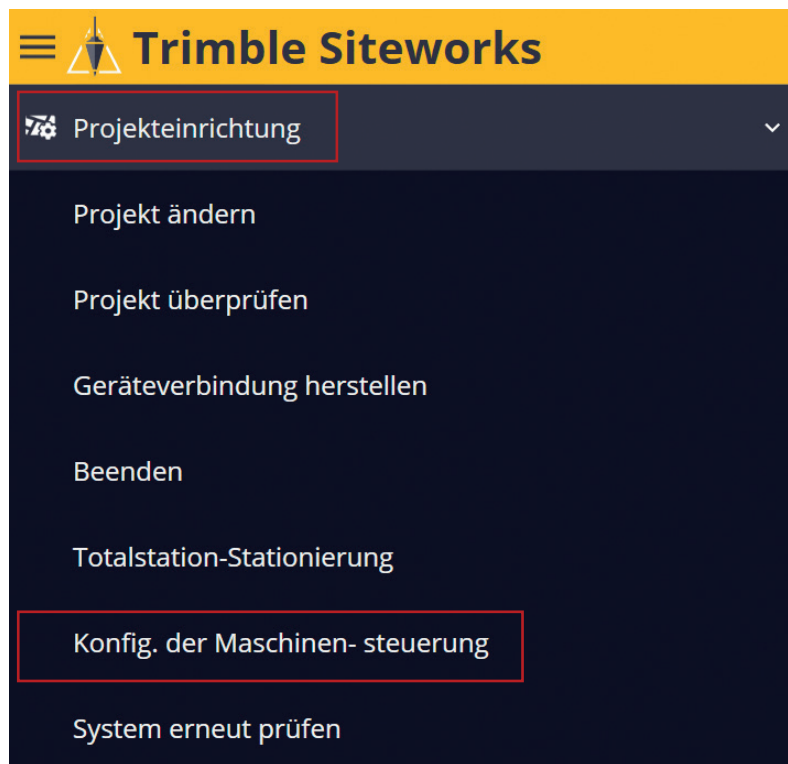 Trimble Siteworks
Projekteinrichtung
Projekt ändern
Projekt überprüfen
Geräteverbindung herstellen
Beenden
Totalstation-Stationierung
Konfig. der Maschinen- steuerung
System erneut prüfen